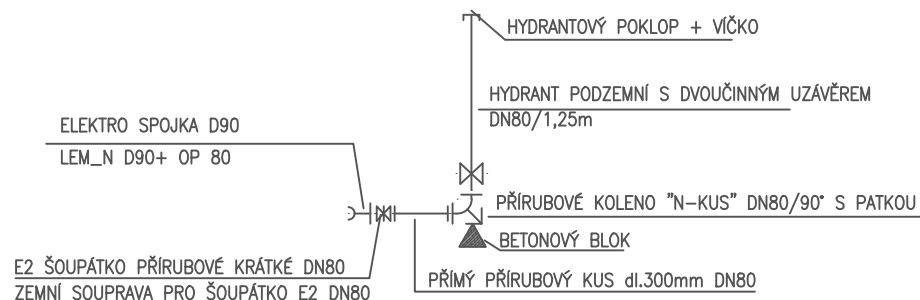 HYDRANTOVÝ POKLOP + VÍČKO
HYDRANT PODZEMNÍ S DVOUČINNÝM UZÁVĚREM
DN80/1,25m
ELEKTRO SPOJKA D90
LEM_N D90+ OP 80
PŘÍRUBOVÉ KOLENO "N-KUS" DN80/90° S PATKOU
BETONOVÝ BLOK
E2 ŠOUPÁTKO PŘÍRUBOVÉ KRÁTKÉ DN80
ZEMNÍ SOUPRAVA PRO ŠOUPÁTKO E2 DN80
PŘÍMÝ PŘÍRUBOVÝ KUS dl.300mm DN80